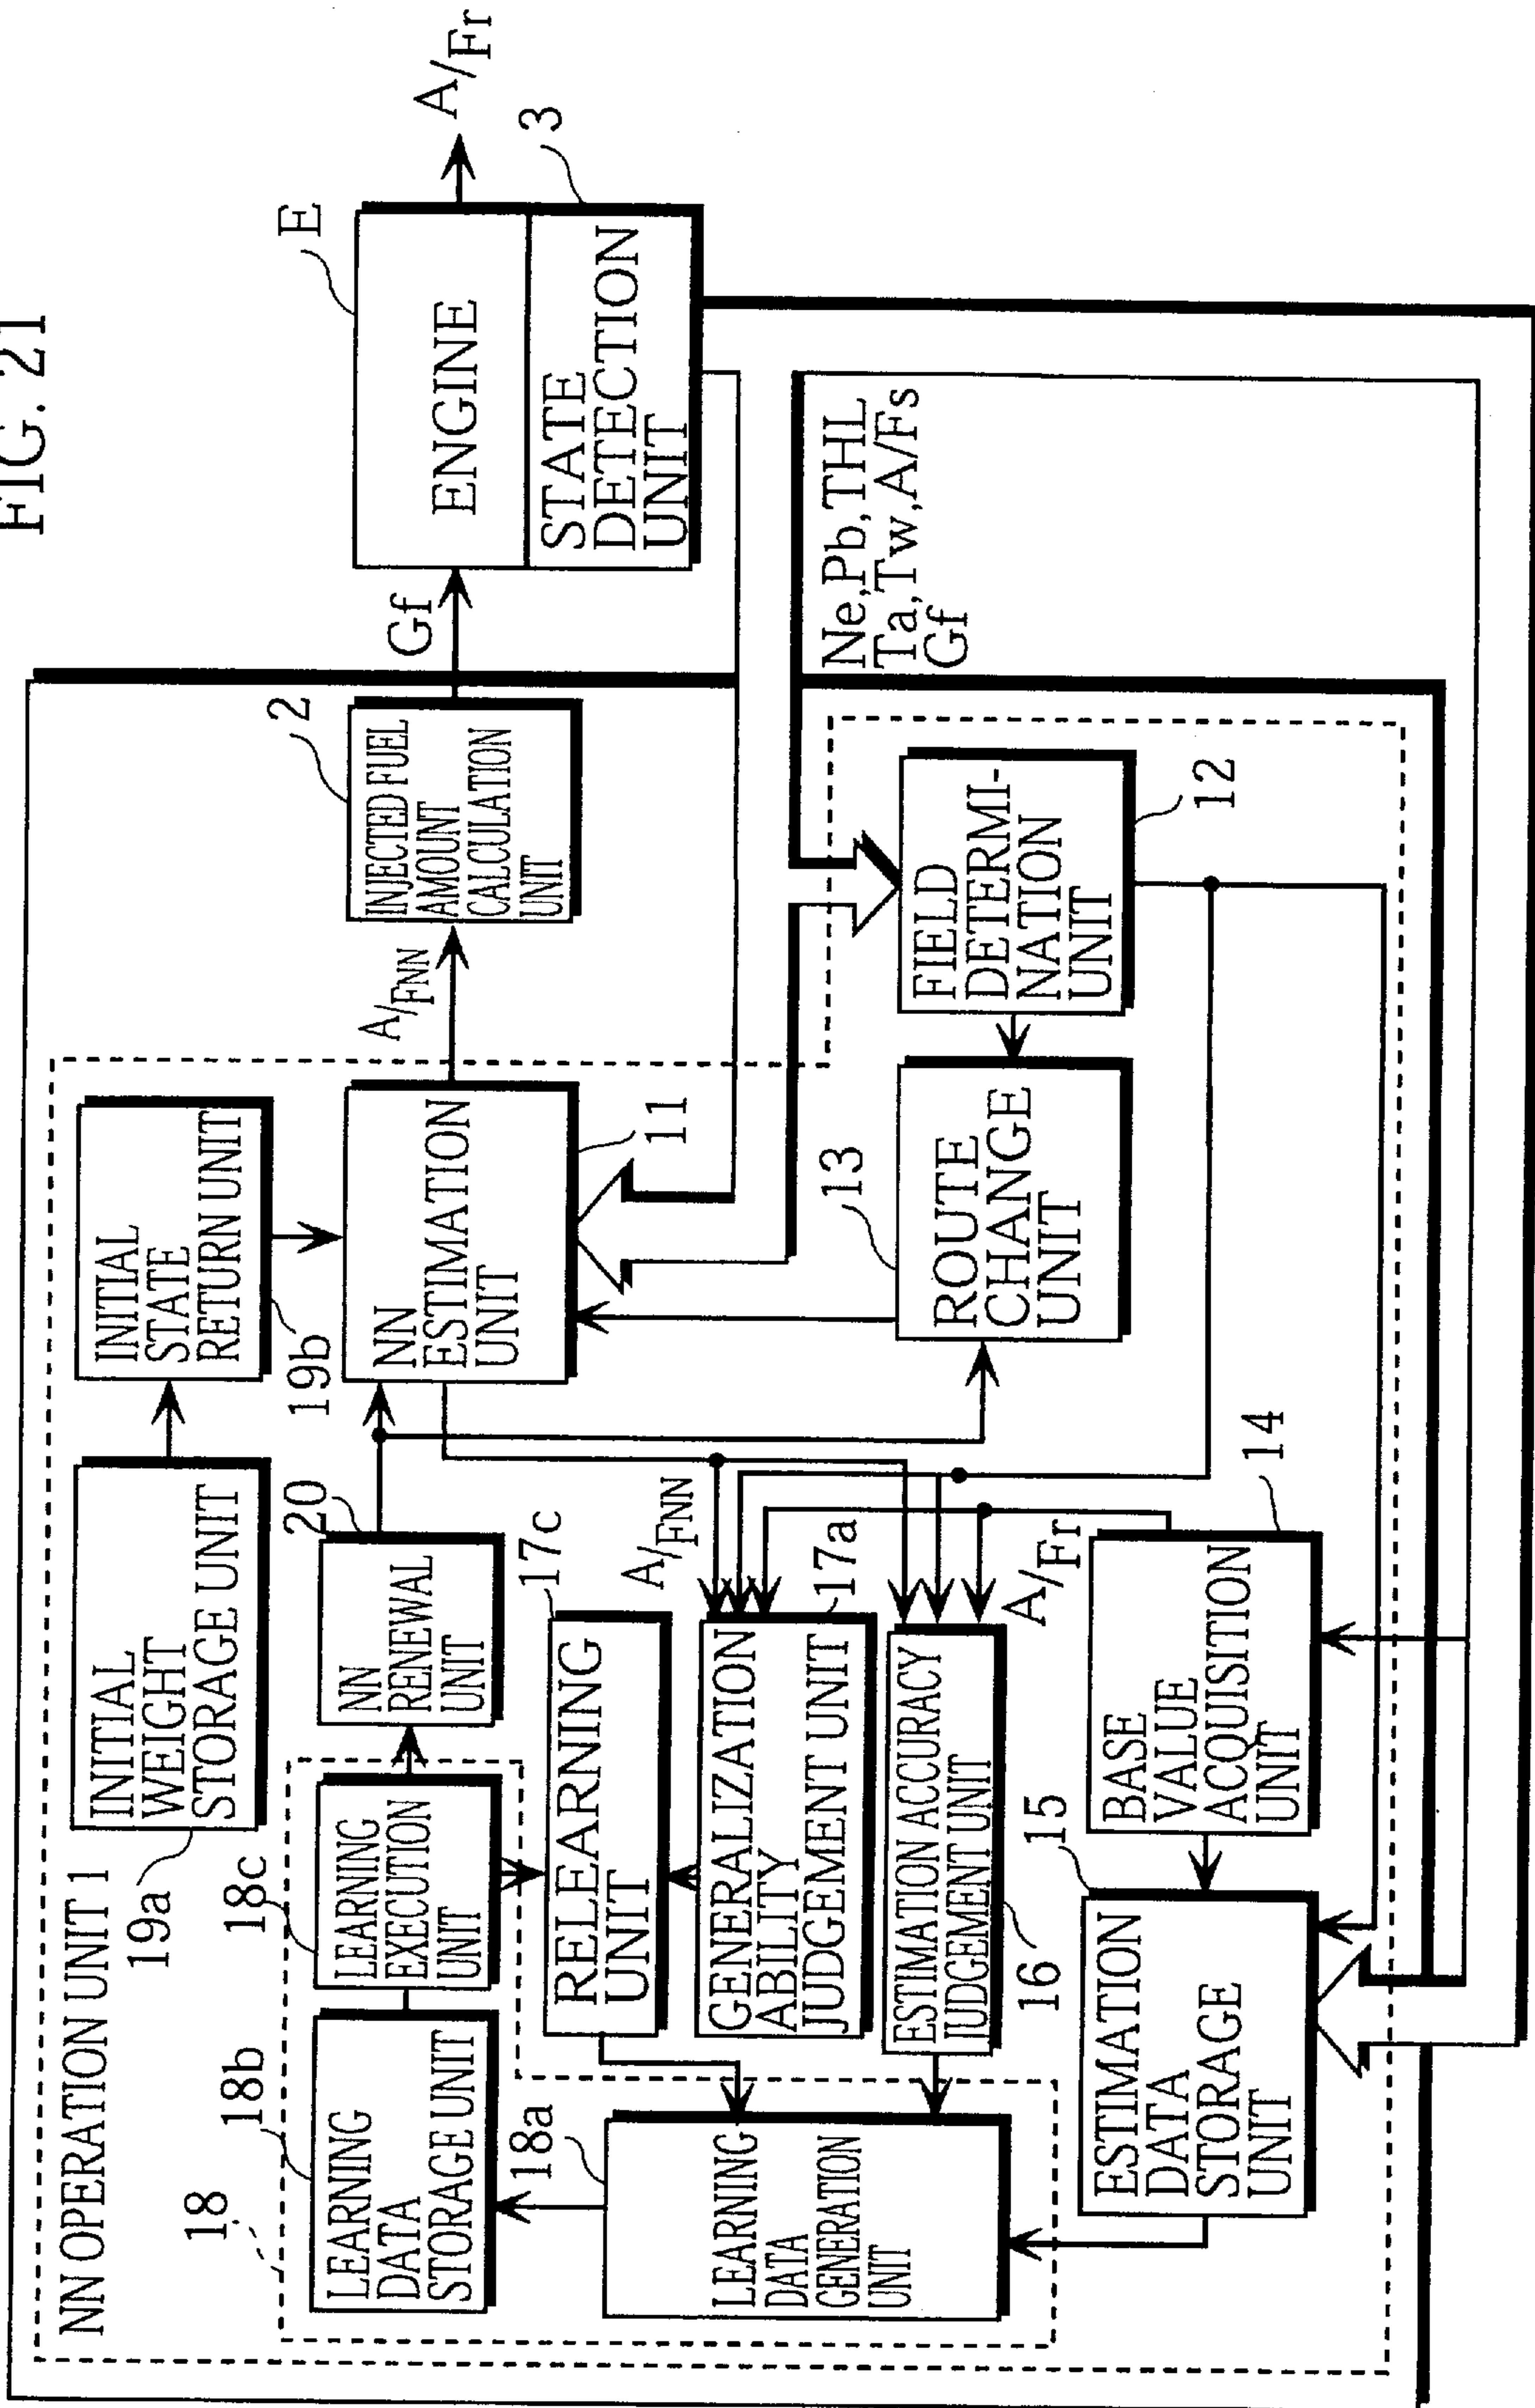 FIG. 21
NN OPERATION UNIT 1
19a
INITIAL
WEIGHT
STORAGE UNIT
INITIAL
STATE
RETURN UNIT
19b
18
18b
LEARNING
DATA
STORAGE UNIT
18c
LEARNING
EXECUTION
UNIT
20
NN
RENEWAL
UNIT
NN
ESTIMATION
UNIT
11
A/FNN
2
INJECTED FUEL
AMOUNT
CALCULATION
UNIT
Gf
E
ENGINE
STATE
DETECTION
UNIT
3
A/Fr
17c
RELEARNING
UNIT
A/FNN
18a
LEARNING
DATA
GENERATION
UNIT
GENERALIZATION
ABILITY
JUDGEMENT UNIT
17a
ESTIMATION ACCURACY
JUDGEMENT UNIT
16
A/Fr
13
ROUTE
CHANGE
UNIT
FIELD
DETERMI-
NATION
UNIT
12
Ne,Pb,THL
Ta,Tw,A/Fs
Gf
15
ESTIMATION
DATA
STORAGE
UNIT
14
BASE
VALUE
ACQUISITION
UNIT